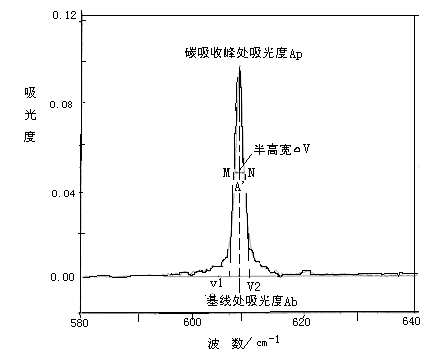 0.12
碳吸收峰处吸光度Ap
吸光度
0.08
半高宽△V
M N
A'
0.04
0.00
v1 V2
基线处吸光度Ab
580 600 620 640
波 数/cm⁻¹